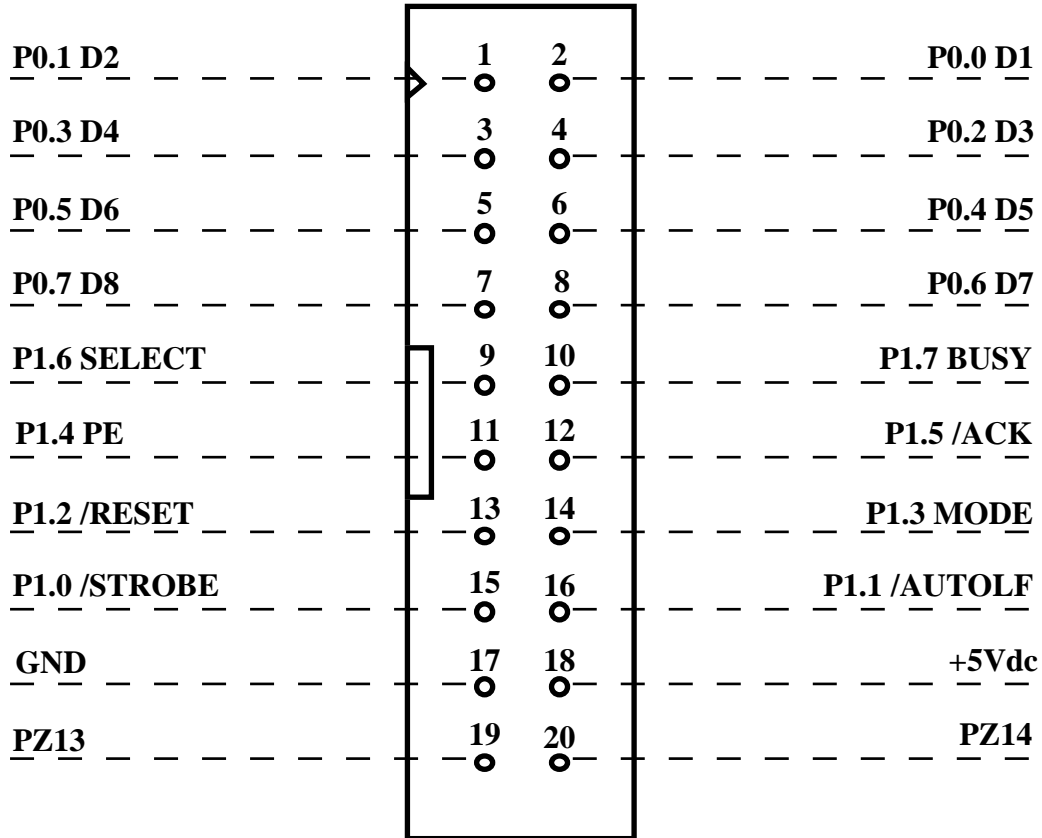 P0.1 D2 1 2 P0.0 D1
P0.3 D4 3 4 P0.2 D3
P0.5 D6 5 6 P0.4 D5
P0.7 D8 7 8 P0.6 D7
P1.6 SELECT 9 10 P1.7 BUSY
P1.4 PE 11 12 P1.5 /ACK
P1.2 /RESET 13 14 P1.3 MODE
P1.0 /STROBE 15 16 P1.1 /AUTOLF
GND 17 18 +5Vdc
PZ13 19 20 PZ14